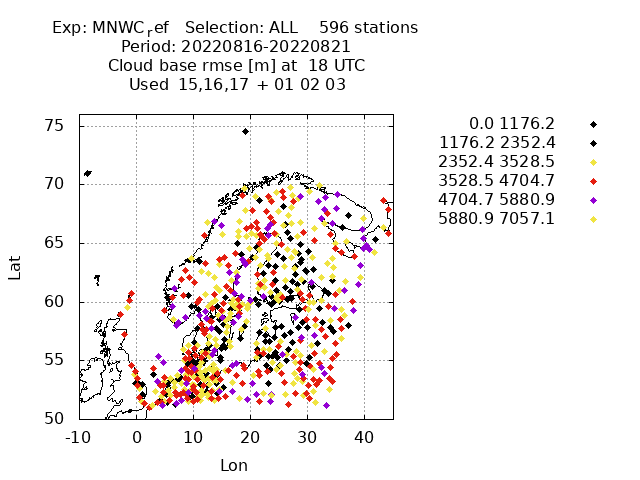 Exp: MNWC_ref   Selection: ALL    596 stations
Period: 20220816-20220821
Cloud base rmse [m] at  18 UTC
Used  15,16,17  + 01 02 03
0.0 1176.2
1176.2 2352.4
2352.4 3528.5
3528.5 4704.7
4704.7 5880.9
5880.9 7057.1
75
70
65
60
55
50
Lat
-10 0 10 20 30 40
Lon